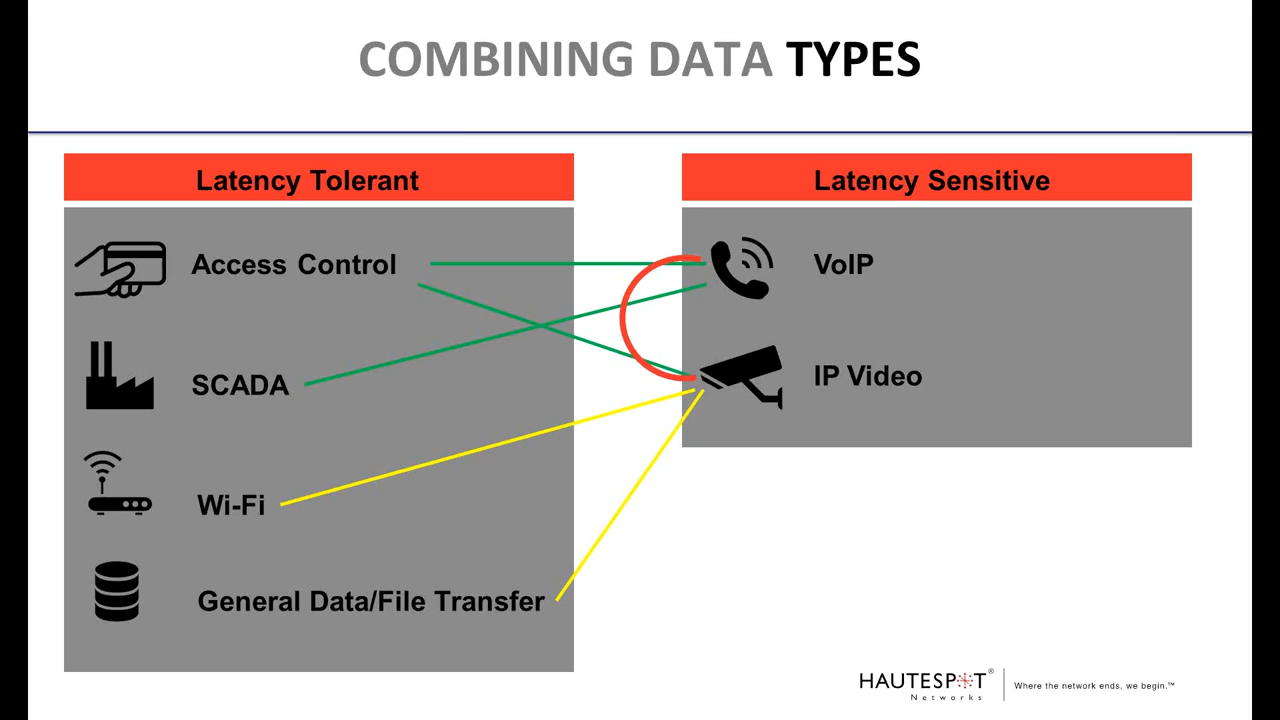 COMBINING DATA TYPES
Latency Tolerant
Access Control
SCADA
Wi-Fi
General Data/File Transfer
Latency Sensitive
VoIP
IP Video
HAUTESPOT®
Networks
Where the network ends, we begin.™